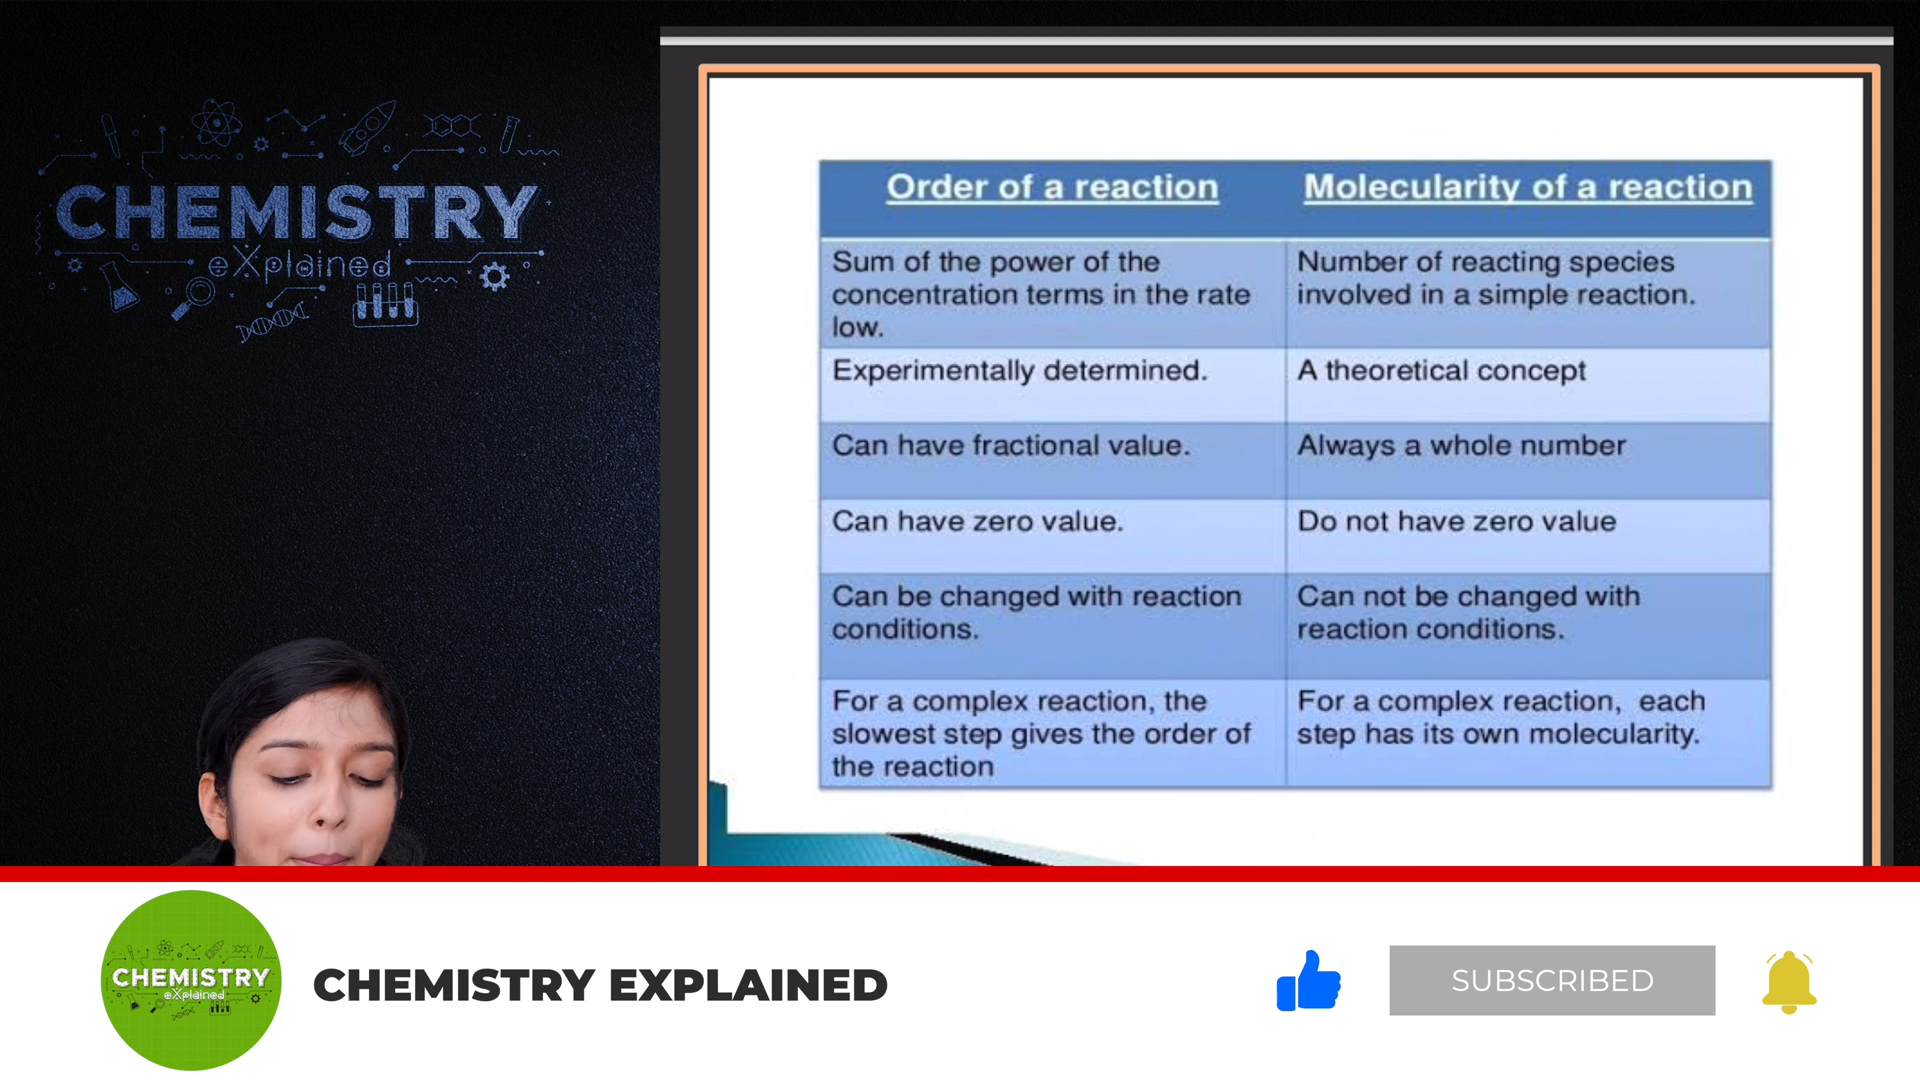 CHEMISTRY
eXplained
Order of a reaction
Molecularity of a reaction
Sum of the power of the
concentration terms in the rate
low.
Number of reacting species
involved in a simple reaction.
Experimentally determined.
A theoretical concept
Can have fractional value.
Always a whole number
Can have zero value.
Do not have zero value
Can be changed with reaction
conditions.
Can not be changed with
reaction conditions.
For a complex reaction, the
slowest step gives the order of
the reaction
For a complex reaction, each
step has its own molecularity.
CHEMISTRY
eXplained
CHEMISTRY EXPLAINED
SUBSCRIBED